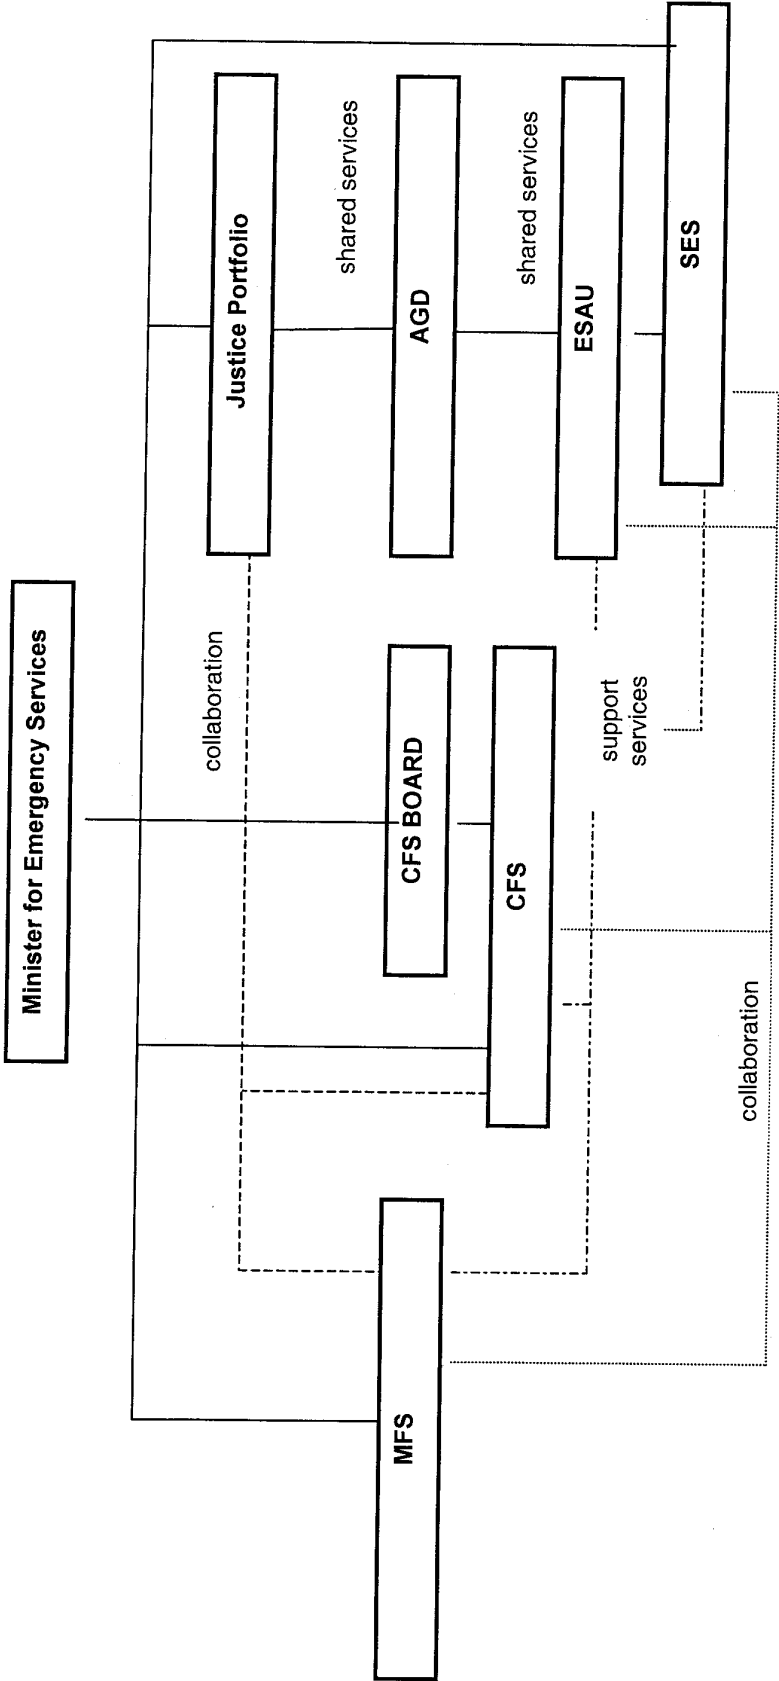 Minister for Emergency Services
Justice Portfolio
collaboration
shared services
MFS
CFS BOARD
AGD
shared services
CFS
ESAU
support
services
SES
collaboration